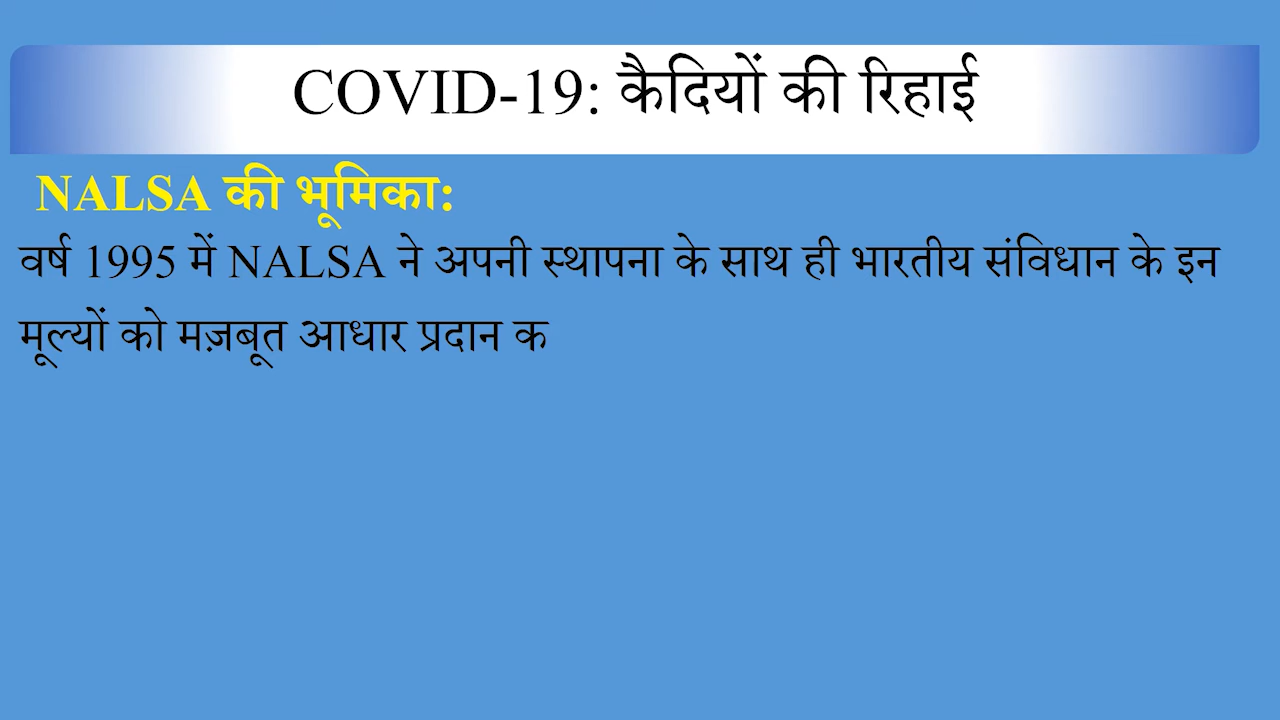 COVID-19: कैदियों की रिहाई
NALSA की भूमिका:
वर्ष 1995 में NALSA ने अपनी स्थापना के साथ ही भारतीय संविधान के इन
मूल्यों को मज़बूत आधार प्रदान क